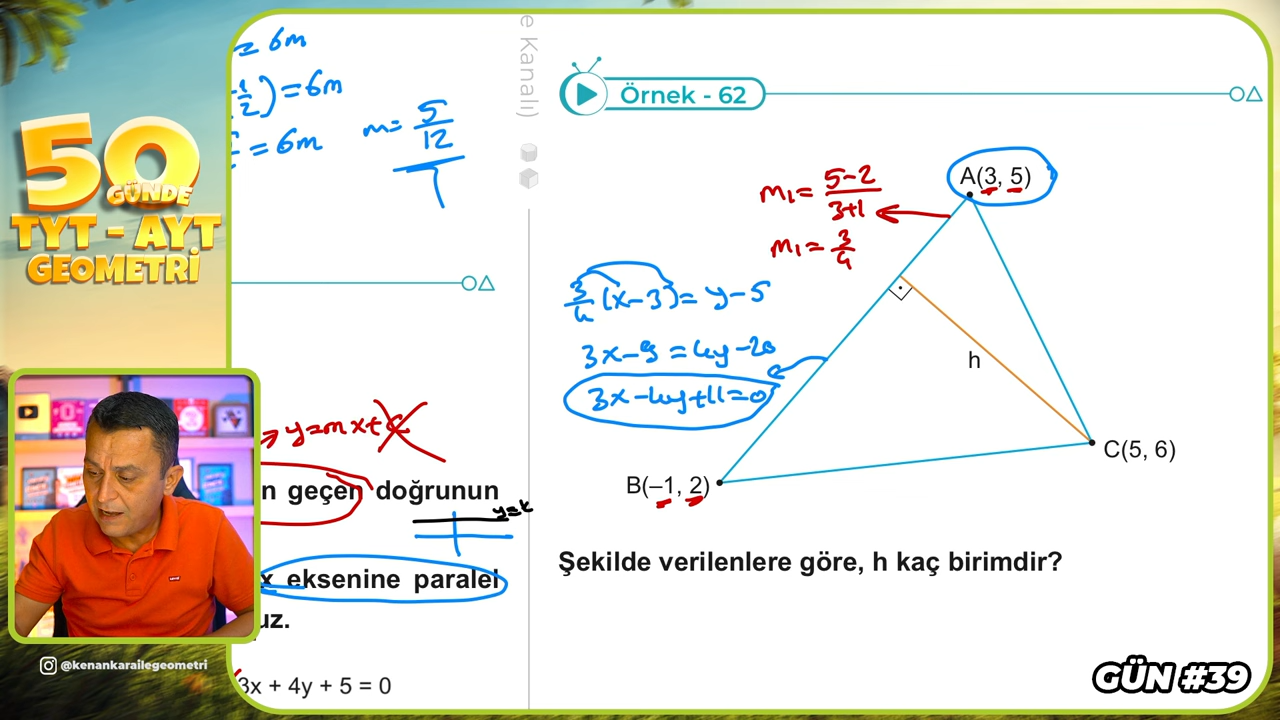 50
GÜNDE
TYT - AYT
GEOMETRİ
= 6m
= 6m
= 6m
m = 5/12
e Kanalı)
⇒ y=mx+c
n geçen doğrunun
y=k
x eksenine paralel
uz.
3x + 4y + 5 = 0
Örnek - 62
m₁ = 5-2/3+1
m₁ = 3/4
A(3, 5)
3/4 (x-3) = y-5
3x-9 = 4y-20
3x-4y+11=0
h
B(–1, 2)
C(5, 6)
Şekilde verilenlere göre, h kaç birimdir?
@kenankarailegeometri
GÜN #39